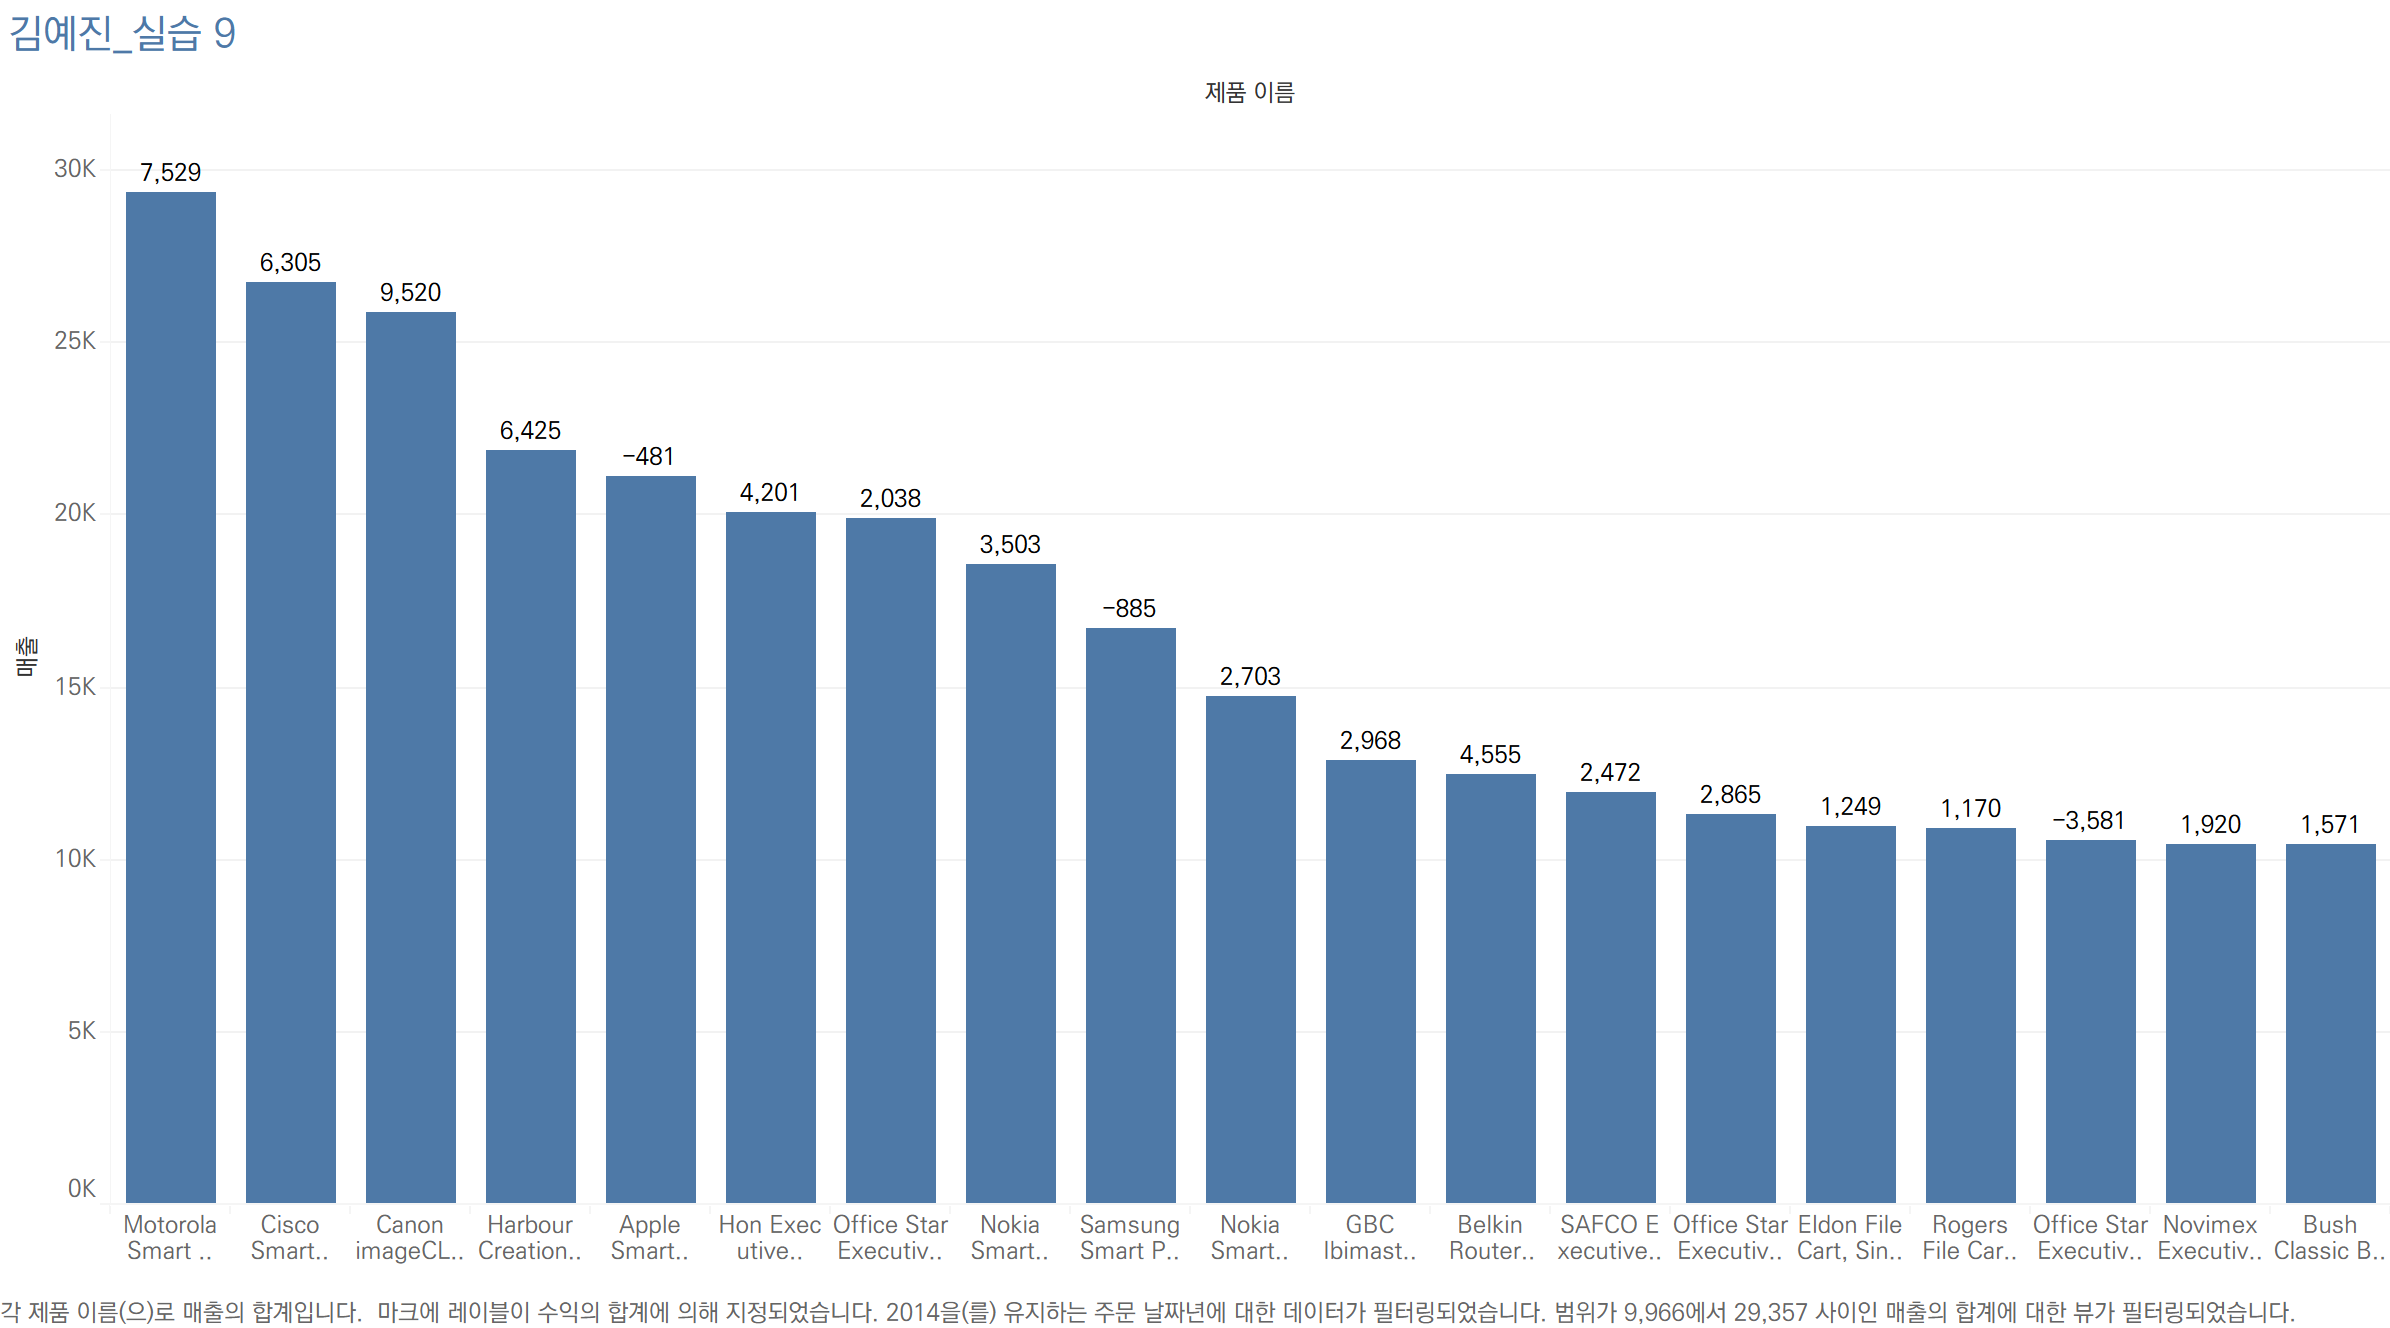 김예진_실습 9
제품 이름
30K
25K
20K
15K
10K
5K
0K
매출
7,529
6,305
9,520
6,425
-481
4,201
2,038
3,503
-885
2,703
2,968
4,555
2,472
2,865
1,249
1,170
-3,581
1,920
1,571
Motorola
Smart ..
Cisco
Smart..
Canon
imageCL..
Harbour
Creation..
Apple
Smart..
Hon Exec
utive..
Office Star
Executiv..
Nokia
Smart..
Samsung
Smart P..
Nokia
Smart..
GBC
Ibimast..
Belkin
Router..
SAFCO E
xecutive..
Office Star
Executiv..
Eldon File
Cart, Sin..
Rogers
File Car..
Office Star
Executiv..
Novimex
Executiv..
Bush
Classic B..
각 제품 이름(으)로 매출의 합계입니다.  마크에 레이블이 수익의 합계에 의해 지정되었습니다. 2014을(를) 유지하는 주문 날짜년에 대한 데이터가 필터링되었습니다. 범위가 9,966에서 29,357 사이인 매출의 합계에 대한 뷰가 필터링되었습니다.